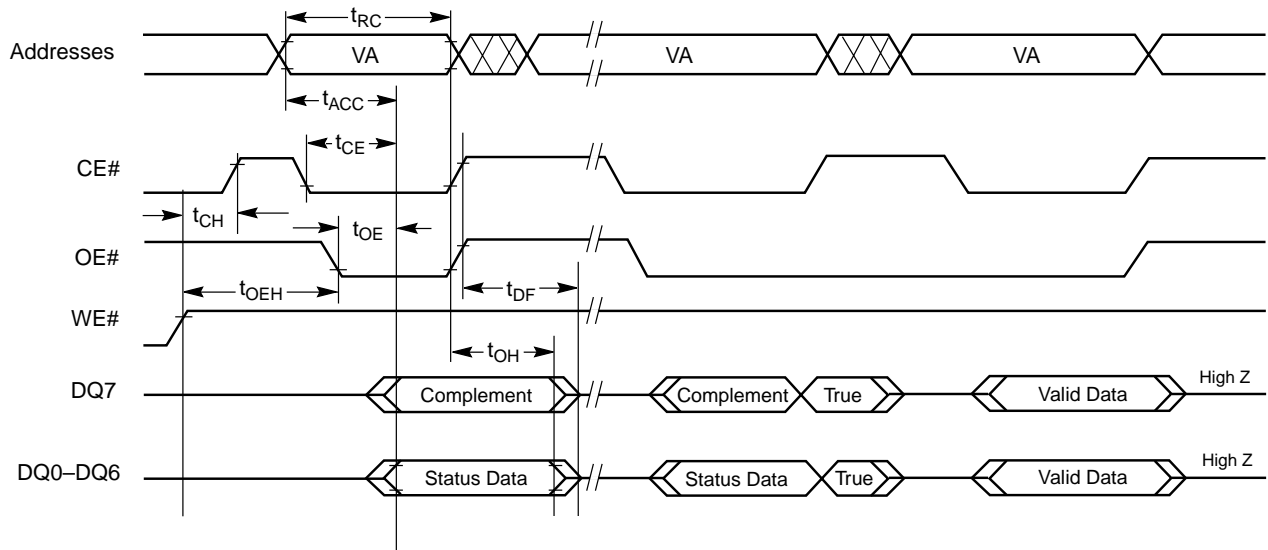 tRC
Addresses VA VA VA
tACC
tCE
CE#
tCH tOE
OE#
tOEH tDF
WE#
tOH
DQ7 Complement Complement True Valid Data High Z
DQ0–DQ6 Status Data Status Data True Valid Data High Z